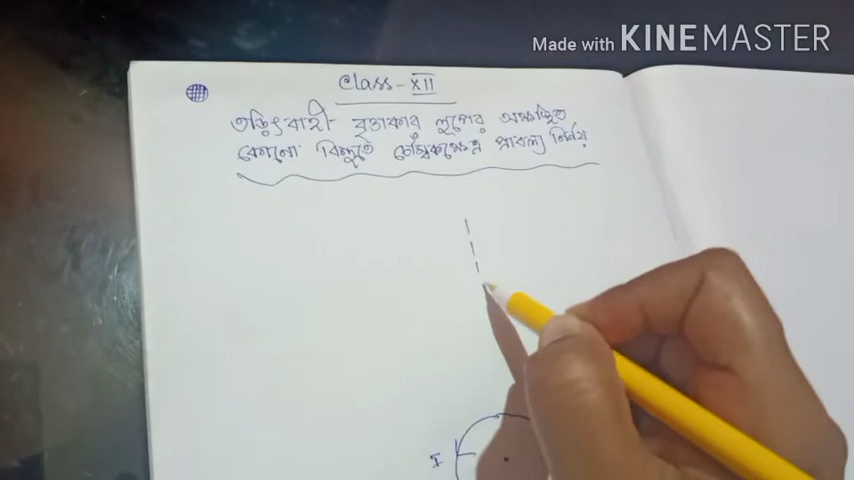 Made with KINEMASTER
Class-XII
তড়িৎবাহী বৃত্তাকার লুপের অক্ষস্থিত
কোনো বিন্দুতে চৌম্বকক্ষেত্র প্রাবল্য নির্ণয়
I